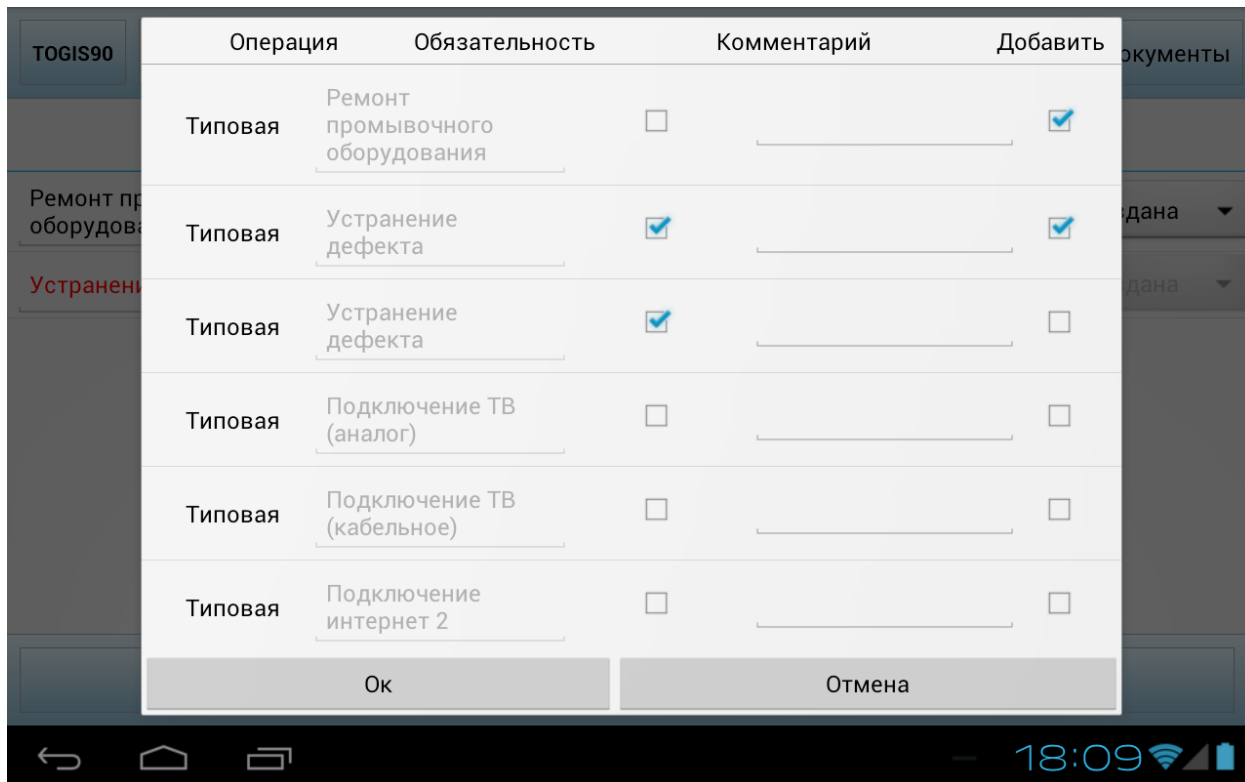 TOGIS90
Операция Обязательность Комментарий Добавить
окументы
Типовая
Ремонт
промывочного
оборудования
Ремонт пр
оборудова
здана
Типовая
Устранение
дефекта
Устранени
дана
Типовая
Устранение
дефекта
Типовая
Подключение ТВ
(аналог)
Типовая
Подключение ТВ
(кабельное)
Типовая
Подключение
интернет 2
Ок
Отмена
18:09